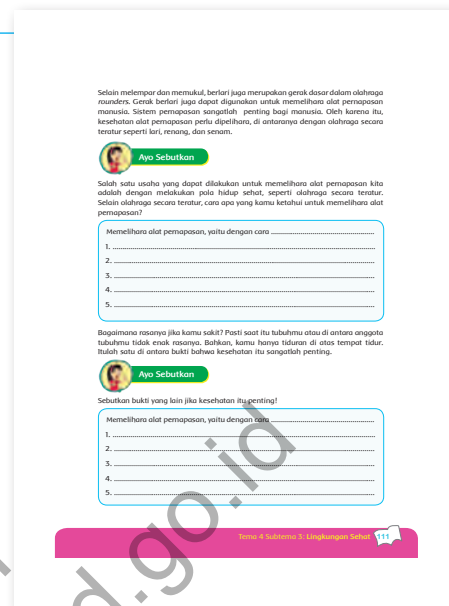 Selain melempar dan memukul, berlari juga merupakan gerak dasar dalam olahraga
rounders. Gerak berlari juga dapat digunakan untuk memelihara alat pernapasan
manusia. Sistem pernapasan sangatlah penting bagi manusia. Oleh karena itu,
kesehatan alat pernapasan perlu dipelihara, di antaranya dengan olahraga secara
teratur seperti lari, renang, dan senam.
Ayo Sebutkan
Salah satu usaha yang dapat dilakukan untuk memelihara alat pernapasan kita
adalah dengan melakukan pola hidup sehat, seperti olahraga secara teratur.
Selain olahraga secara teratur, cara apa yang kamu ketahui untuk memelihara alat
pernapasan?
Memelihara alat pernapasan, yaitu dengan cara
1.
2.
3.
4.
5.
Bagaimana rasanya jika kamu sakit? Pasti saat itu tubuhmu atau di antara anggota
tubuhmu tidak enak rasanya. Bahkan, kamu hanya tiduran di atas tempat tidur.
Itulah satu di antara bukti bahwa kesehatan itu sangatlah penting.
Ayo Sebutkan
Sebutkan bukti yang lain jika kesehatan itu penting!
Memelihara alat pernapasan, yaitu dengan cara
1.
2.
3.
4.
5.
Tema 4 Subtema 3: Lingkungan Sehat 111
d.go.id